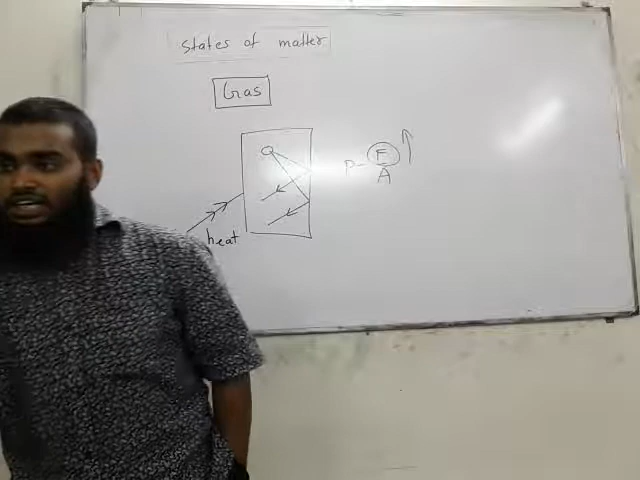 states of matter
Gas
P = F
A
heat